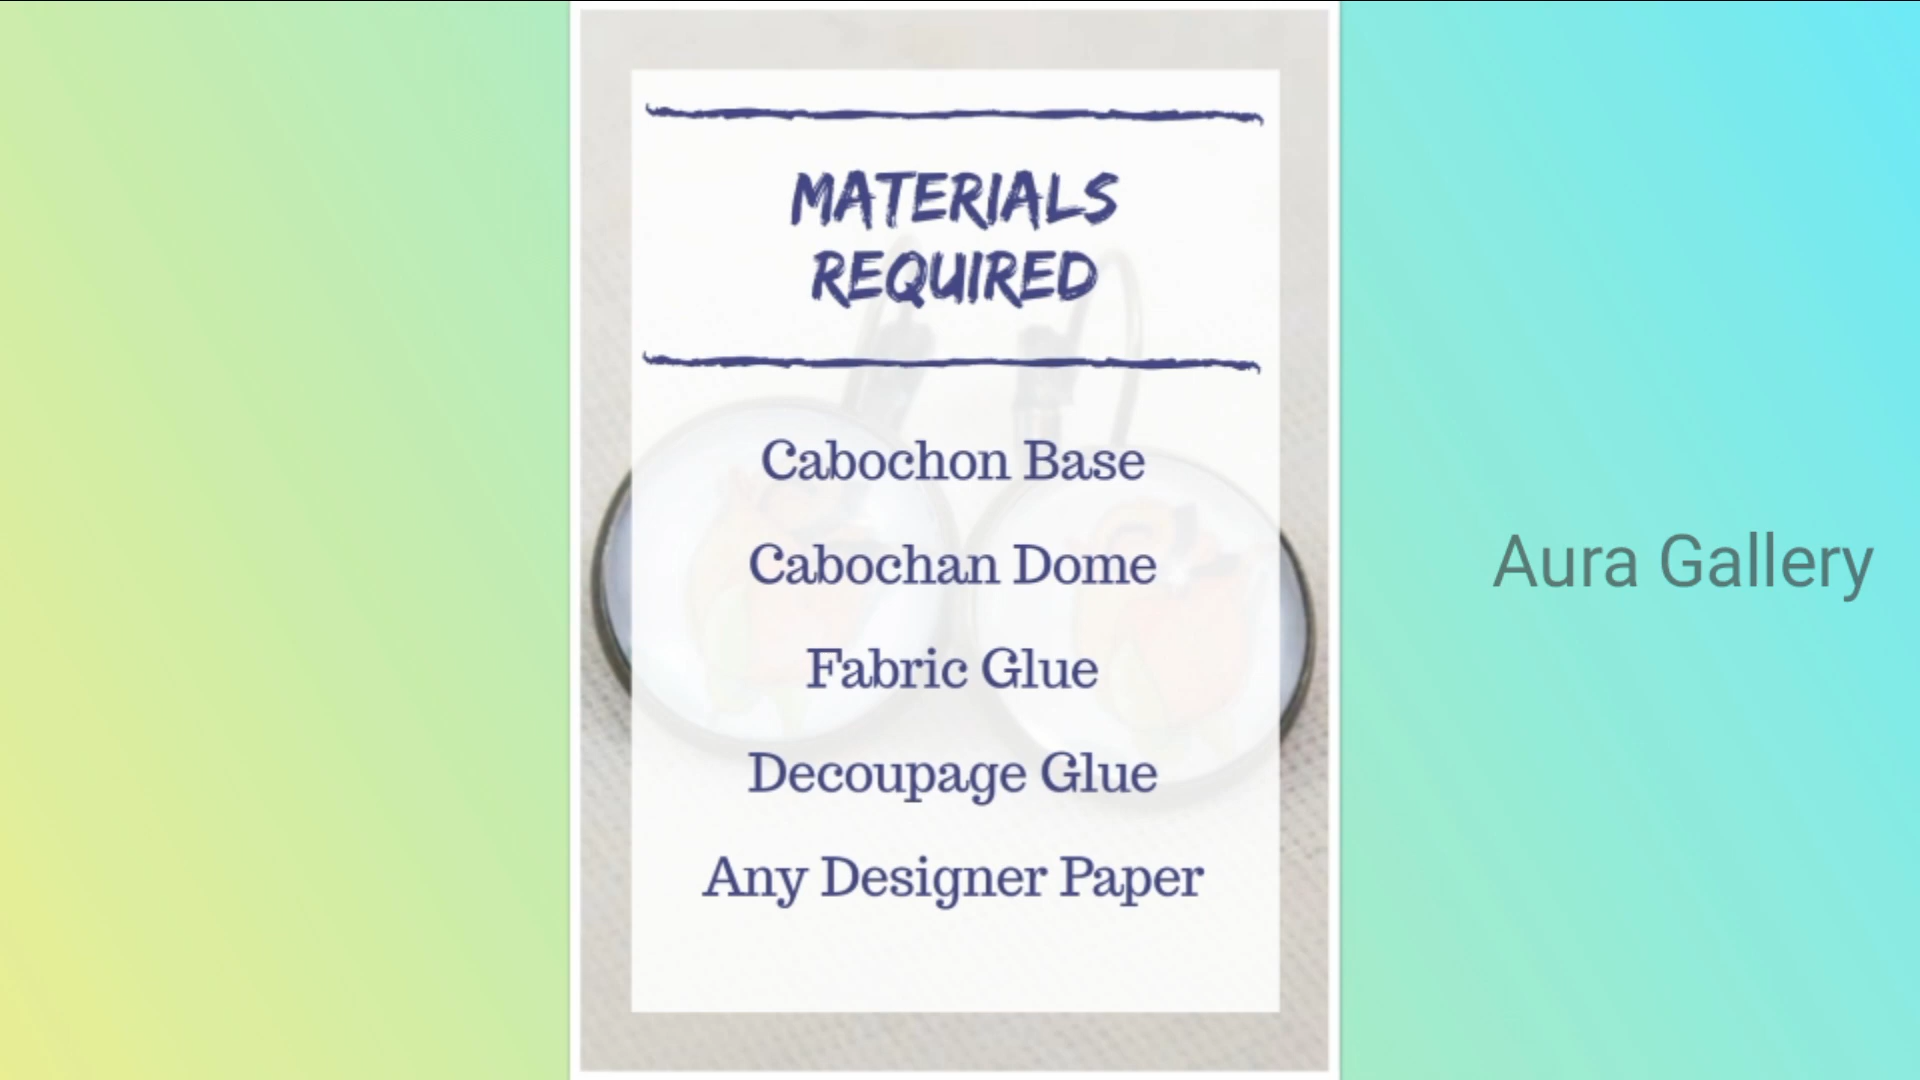 MATERIALS
REQUIRED
Cabochon Base
Cabochan Dome
Fabric Glue
Decoupage Glue
Any Designer Paper
Aura Gallery